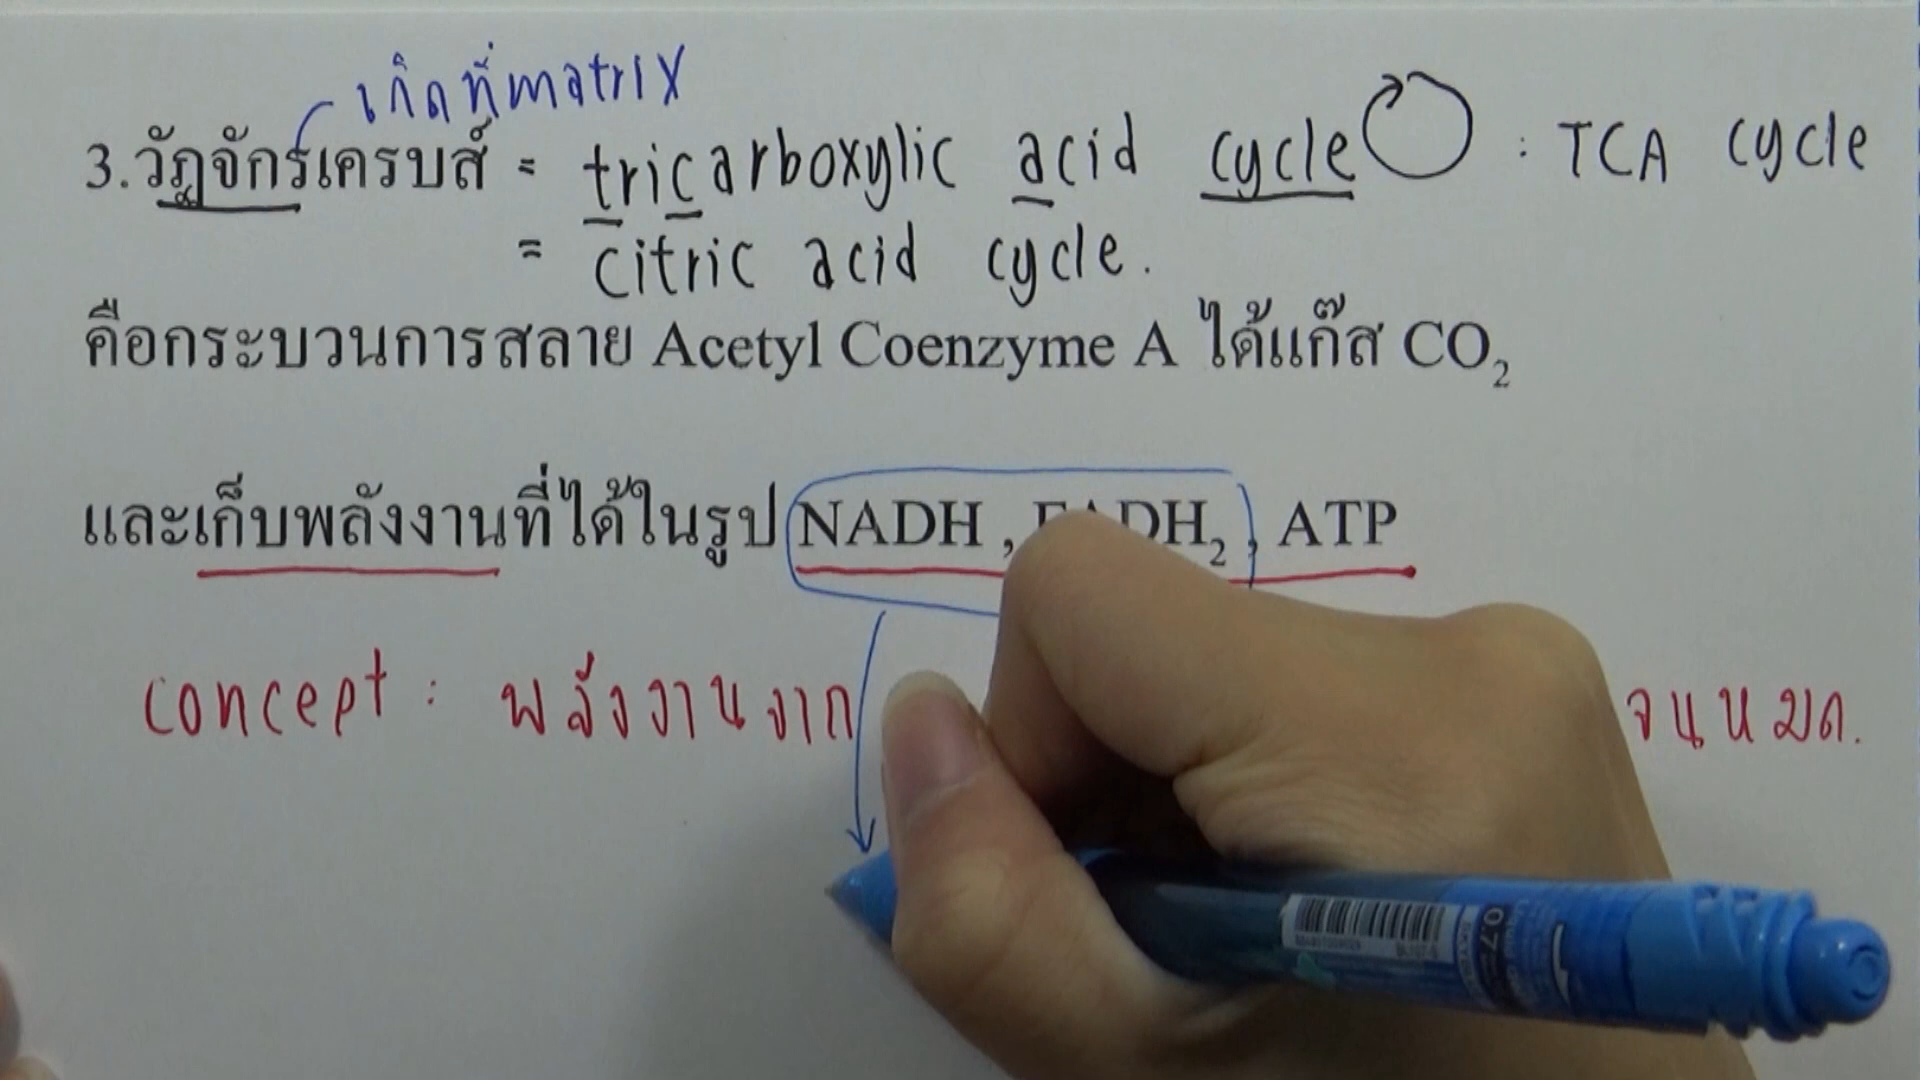 เกิดที่matrix
3.วัฏจักรเครบส์ = tricarboxylic acid cycle : TCA cycle
= citric acid cycle.
คือกระบวนการสลาย Acetyl Coenzyme A ได้แก๊ส CO₂
และเก็บพลังงานที่ได้ในรูป NADH , FADH₂ , ATP
concept : พลังงานจาก จนหมด.
0.7